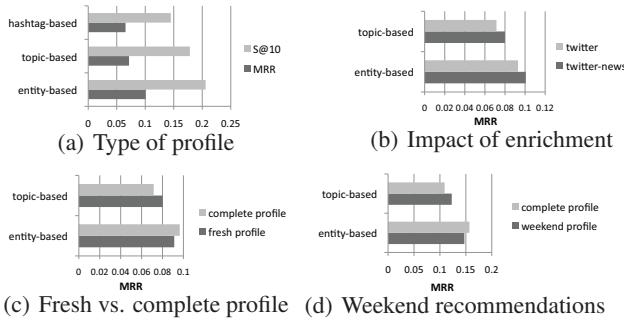 hashtag-based
topic-based
entity-based
S@10
MRR
0 0.05 0.1 0.15 0.2 0.25
(a) Type of profile
topic-based
entity-based
twitter
twitter-news
0 0.02 0.04 0.06 0.08 0.1 0.12
MRR
(b) Impact of enrichment
topic-based
entity-based
complete profile
fresh profile
0 0.02 0.04 0.06 0.08 0.1
MRR
(c) Fresh vs. complete profile
topic-based
entity-based
complete profile
weekend profile
0 0.05 0.1 0.15 0.2
MRR
(d) Weekend recommendations